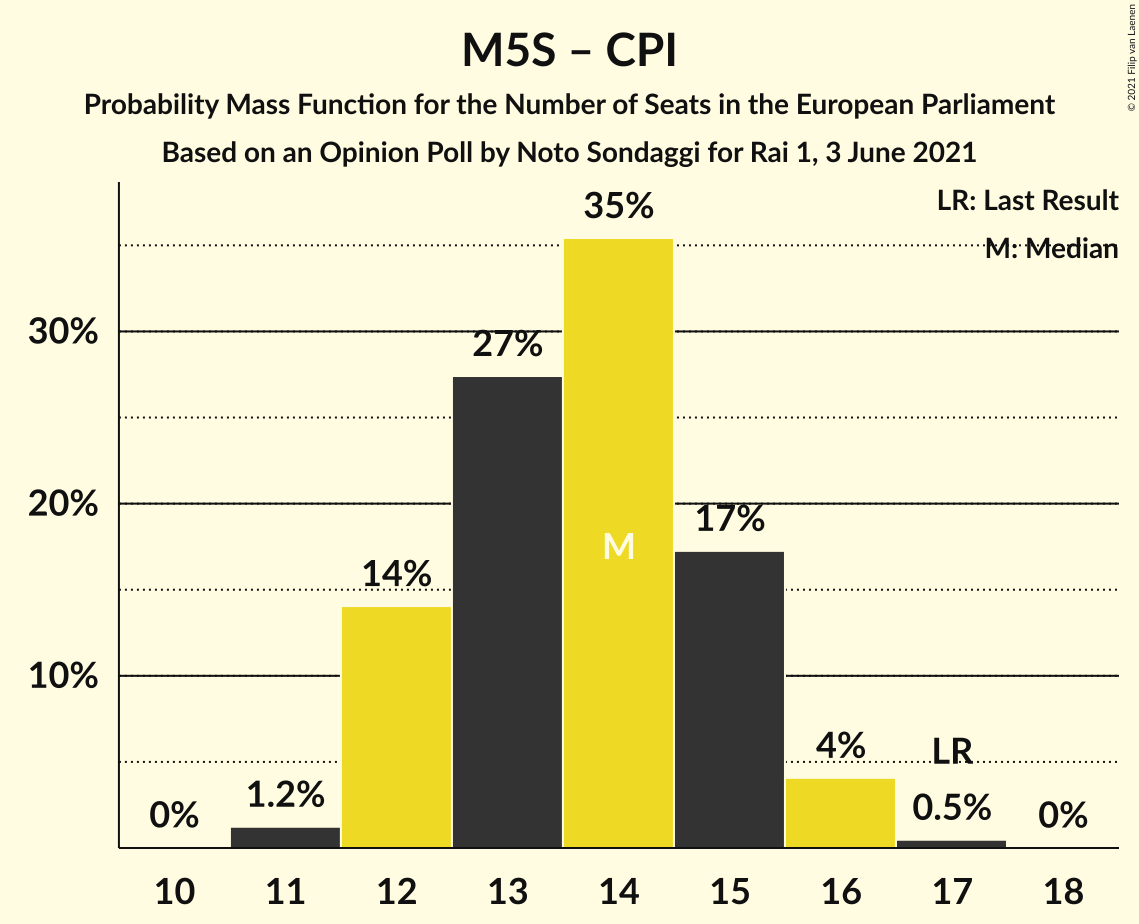 © 2021 Filip van Laenen
M5S – CPI
Probability Mass Function for the Number of Seats in the European Parliament
Based on an Opinion Poll by Noto Sondaggi for Rai 1, 3 June 2021
LR: Last Result
M: Median
35%
30%
27%
20%
17%
M
14%
10%
4%
LR
1.2%
0.5%
0%
0%
10 11 12 13 14 15 16 17 18